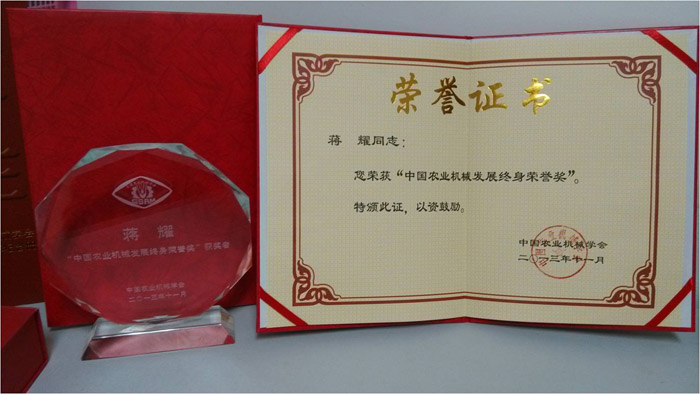 蒋 耀
“中国农业机械发展终身荣誉奖”获奖者
中国农业机械学会
二〇一三年十一月
荣誉证书
蒋 耀同志：
您荣获“中国农业机械发展终身荣誉奖”。
特颁此证，以资鼓励。
中国农业机械学会
二〇一三年十一月